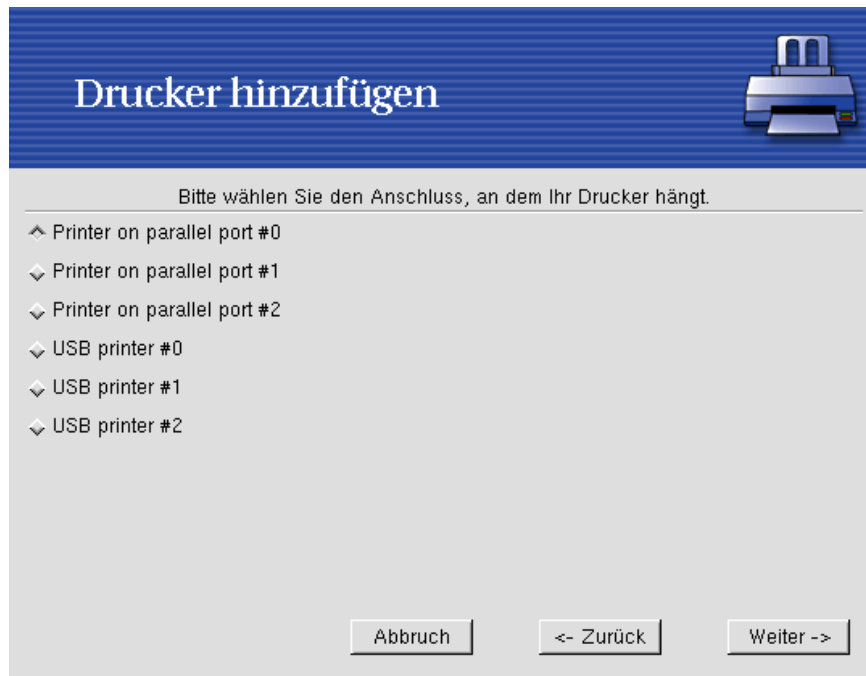 Drucker hinzufügen
Bitte wählen Sie den Anschluss, an dem Ihr Drucker hängt.
Printer on parallel port #0
Printer on parallel port #1
Printer on parallel port #2
USB printer #0
USB printer #1
USB printer #2
Abbruch <- Zurück Weiter ->